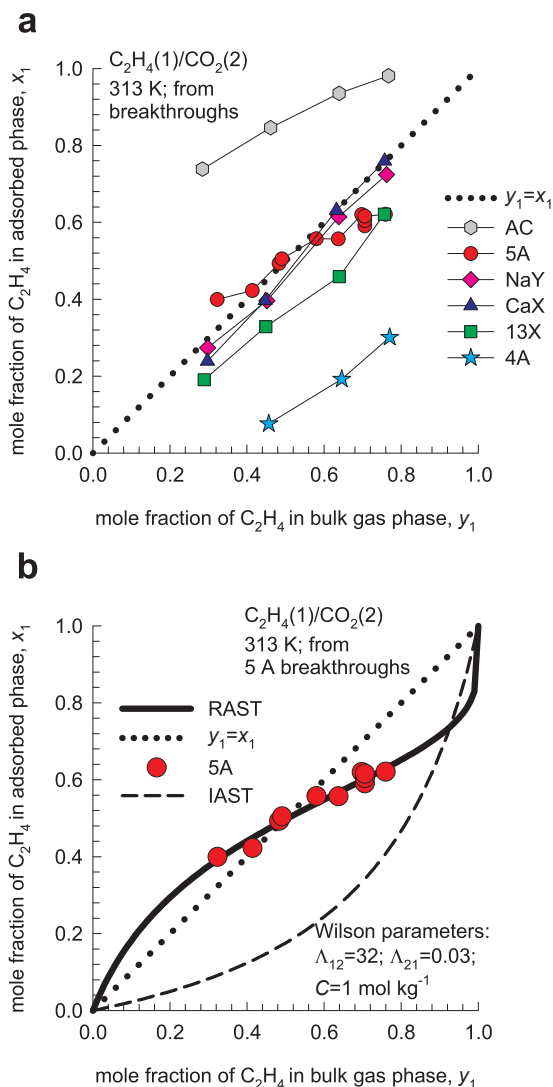 a
C₂H₄(1)/CO₂(2)
313 K; from
breakthroughs
mole fraction of C₂H₄ in adsorbed phase, x₁
1.0
0.8
0.6
0.4
0.2
0.0
0.0 0.2 0.4 0.6 0.8 1.0
mole fraction of C₂H₄ in bulk gas phase, y₁
y₁=x₁
AC
5A
NaY
CaX
13X
4A
b
C₂H₄(1)/CO₂(2)
313 K; from
5 A breakthroughs
mole fraction of C₂H₄ in adsorbed phase, x₁
1.0
0.8
0.6
0.4
0.2
0.0
RAST
y₁=x₁
5A
IAST
Wilson parameters:
Λ₁₂=32; Λ₂₁=0.03;
C=1 mol kg⁻¹
0.0 0.2 0.4 0.6 0.8 1.0
mole fraction of C₂H₄ in bulk gas phase, y₁